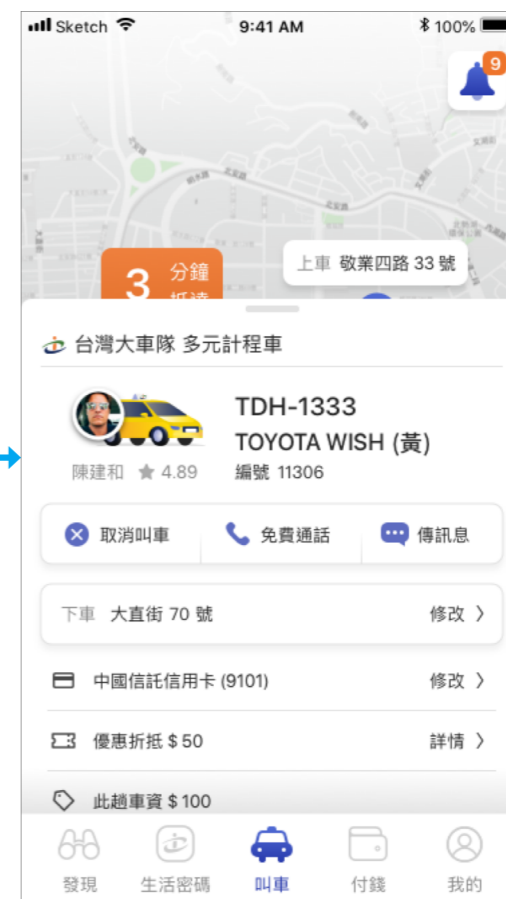 Sketch 9:41 AM 100%
9
上車 敬業四路 33 號
3 分鐘
抵達
台灣大車隊 多元計程車
TDH-1333
TOYOTA WISH (黃)
陳建和 ★ 4.89 編號 11306
取消叫車 免費通話 傳訊息
下車 大直街 70 號 修改 〉
中國信託信用卡 (9101) 修改 〉
優惠折抵 $ 50 詳情 〉
此趟車資 $ 100
發現 生活密碼 叫車 付錢 我的